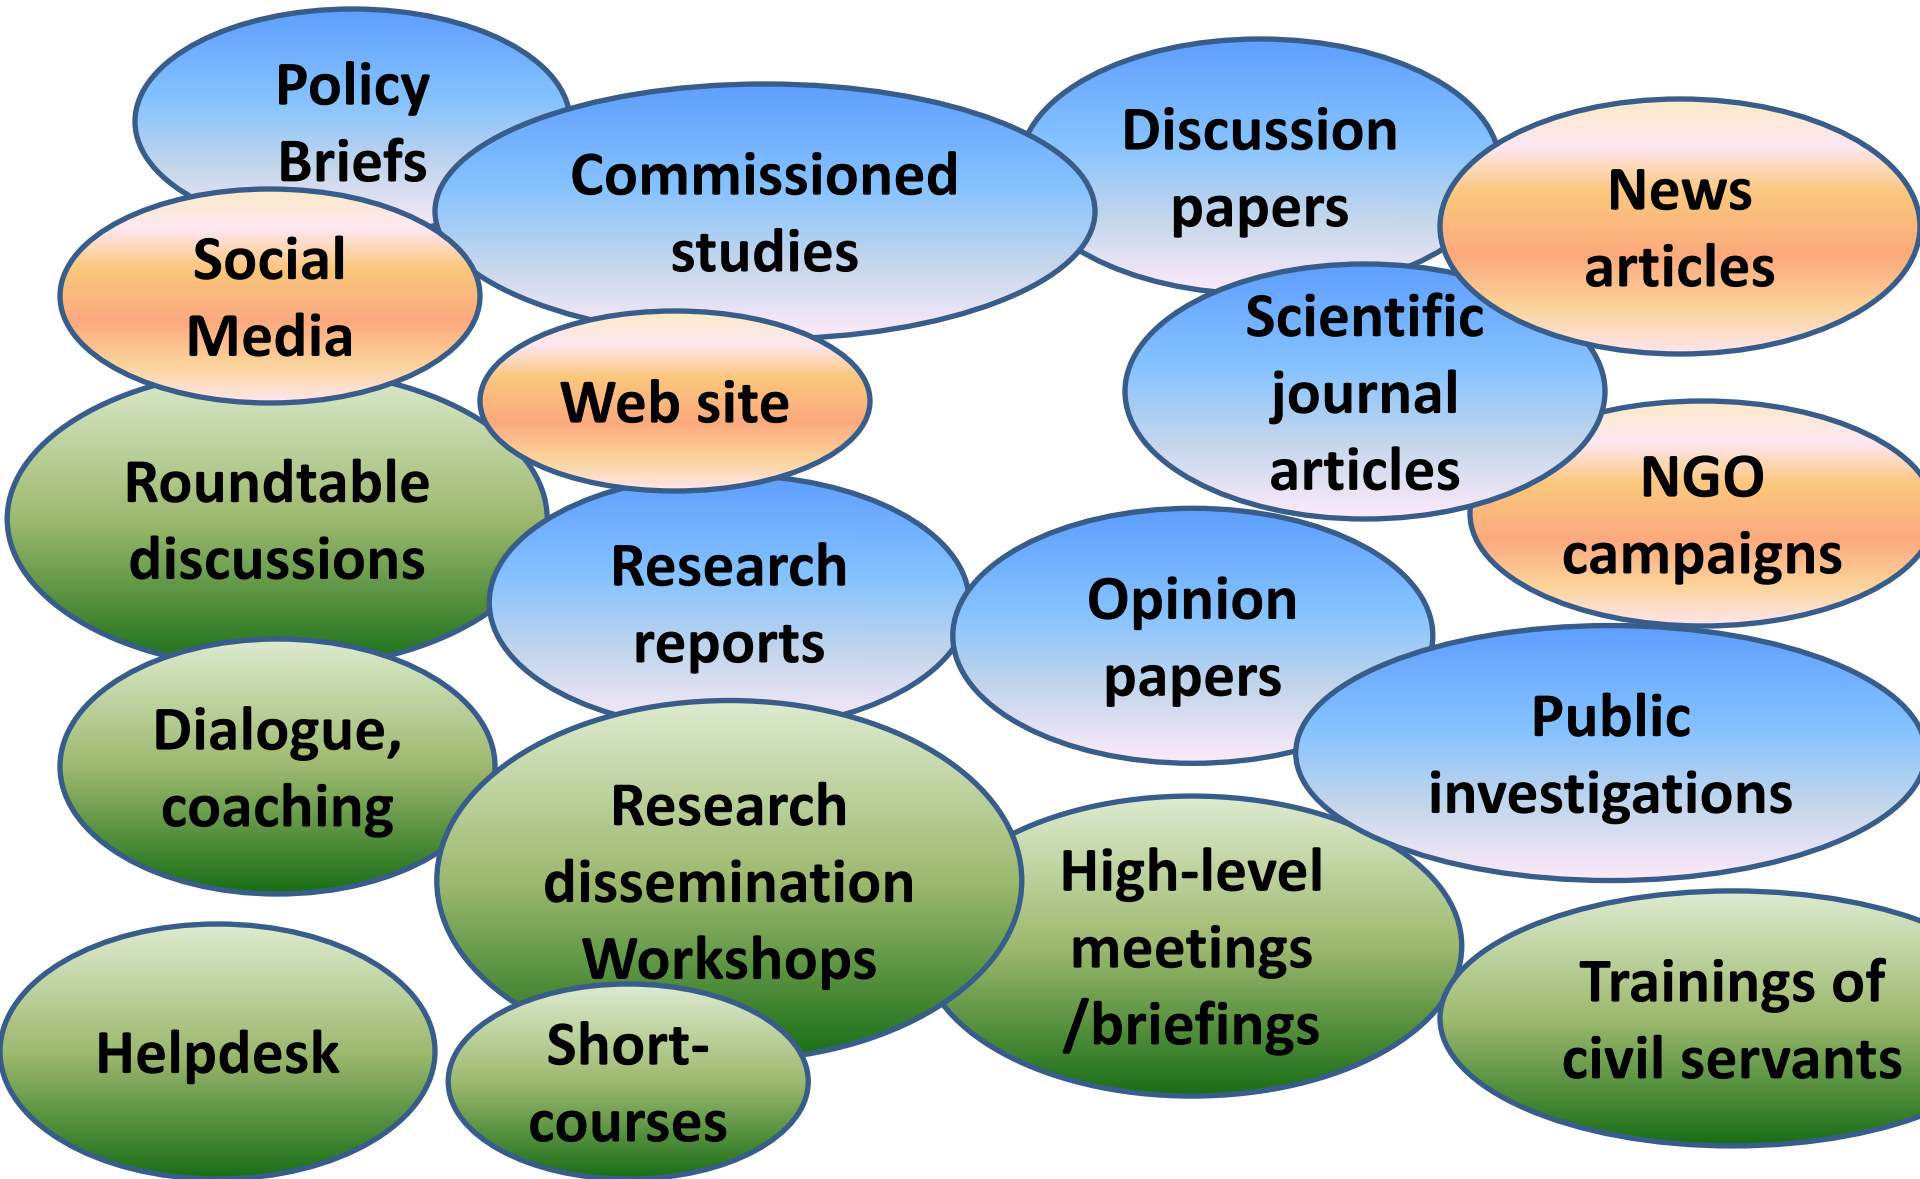 Policy
Briefs
Commissioned
studies
Discussion
papers
News
articles
Social
Media
Web site
Scientific
journal
articles
Roundtable
discussions
Research
reports
Opinion
papers
NGO
campaigns
Dialogue,
coaching
Research
dissemination
Workshops
High-level
meetings
/briefings
Public
investigations
Helpdesk
Short-
courses
Trainings of
civil servants